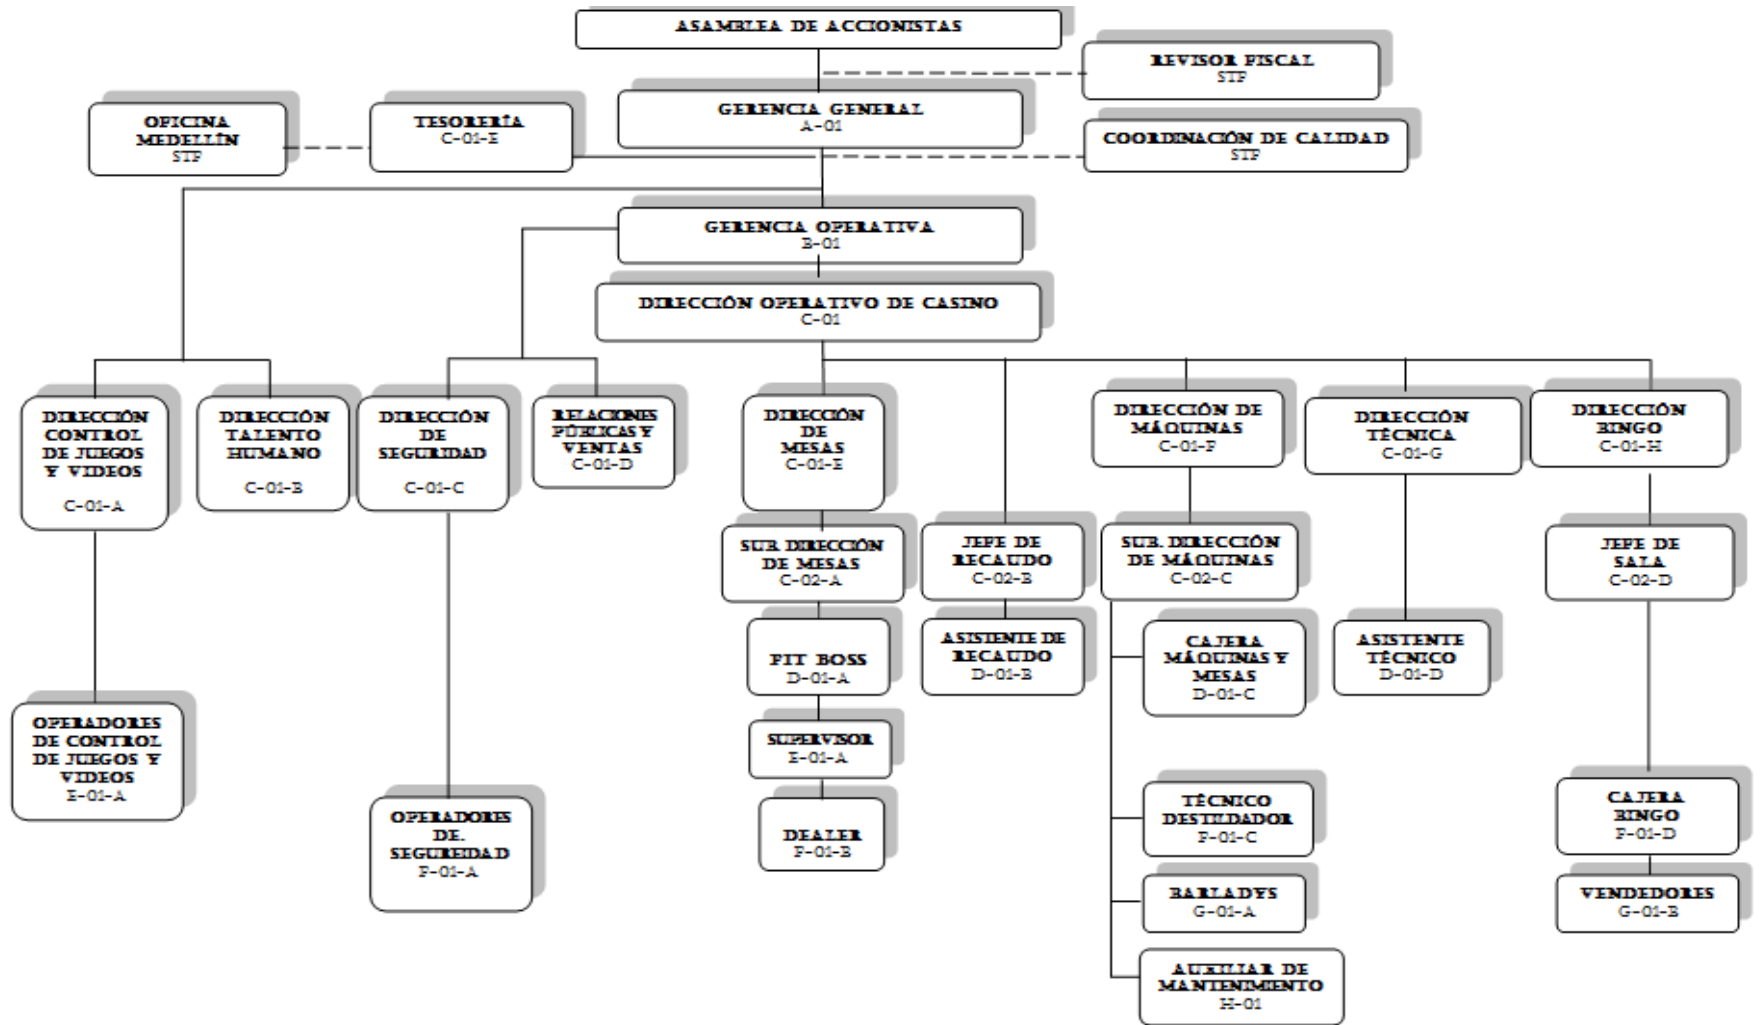 ASAMBLEA DE ACCIONISTAS
REVISOR FISCAL
STF
GERENCIA GENERAL
A-01
OFICINA
MEDELLÍN
STF
TESORERÍA
C-01-E
COORDINACIÓN DE CALIDAD
STF
GERENCIA OPERATIVA
B-01
DIRECCIÓN OPERATIVO DE CASINO
C-01
DIRECCIÓN
CONTROL
DE JUEGOS
Y VIDEOS
C-01-A
DIRECCIÓN
TALENTO
HUMANO
C-01-B
DIRECCIÓN
DE
SEGURIDAD
C-01-C
RELACIONES
PÚBLICAS Y
VENTAS
C-01-D
DIRECCIÓN
DE
MESAS
C-01-E
DIRECCIÓN DE
MÁQUINAS
C-01-F
DIRECCIÓN
TÉCNICA
C-01-G
DIRECCIÓN
BINGO
C-01-H
SUB. DIRECCIÓN
DE MESAS
C-02-A
JEFE DE
RECAUDO
C-02-B
SUB. DIRECCIÓN
DE MÁQUINAS
C-02-C
JEFE DE
SALA
C-02-D
PIT BOSS
D-01-A
ASISTENTE DE
RECAUDO
D-01-B
CAJERA
MÁQUINAS Y
MESAS
D-01-C
ASISTENTE
TÉCNICO
D-01-D
OPERADORES
DE CONTROL
DE JUEGOS Y
VIDEOS
E-01-A
SUPERVISOR
E-01-A
OPERADORES
DE.
SEGUREIDAD
F-01-A
DEALER
F-01-B
TÉCNICO
DESTILDADOR
F-01-C
CAJERA
BINGO
F-01-D
BARLADYS
G-01-A
VENDEDORES
G-01-B
AUXILIAR DE
MANTENIMIENTO
H-01